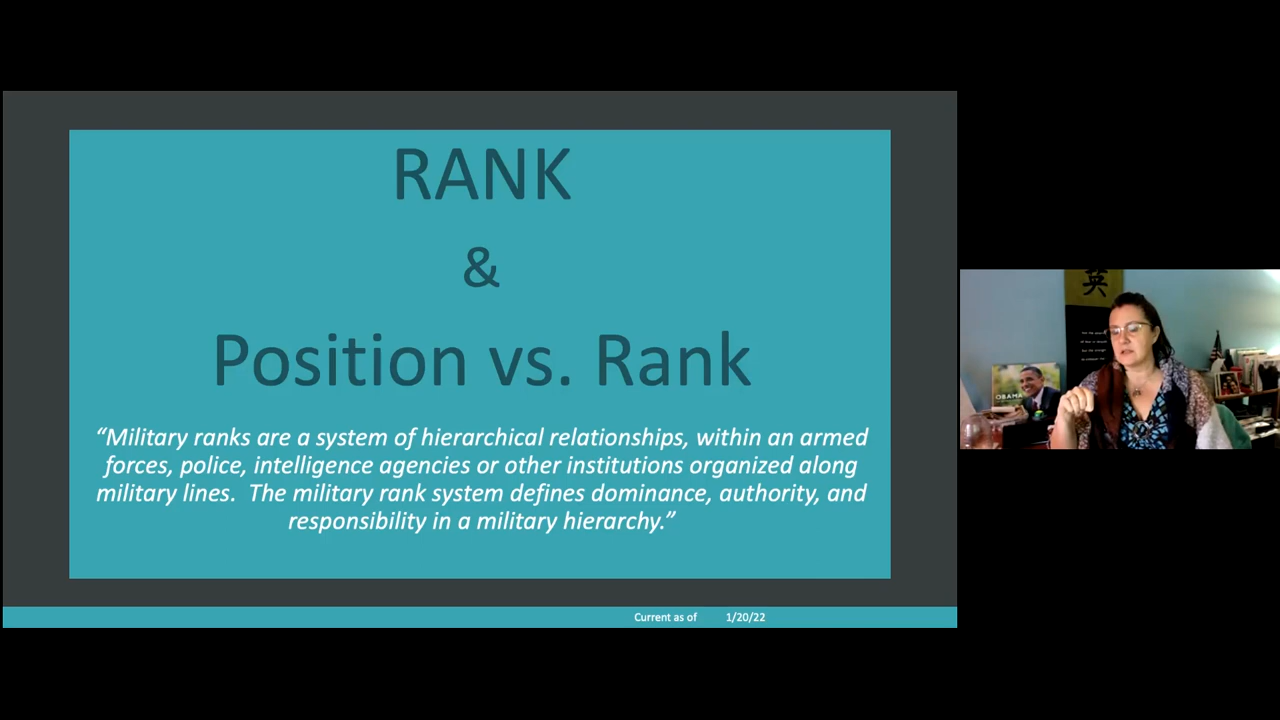 RANK
&
Position vs. Rank
“Military ranks are a system of hierarchical relationships, within an armed
forces, police, intelligence agencies or other institutions organized along
military lines.  The military rank system defines dominance, authority, and
responsibility in a military hierarchy.”
Current as of 1/20/22
英
OBAMA